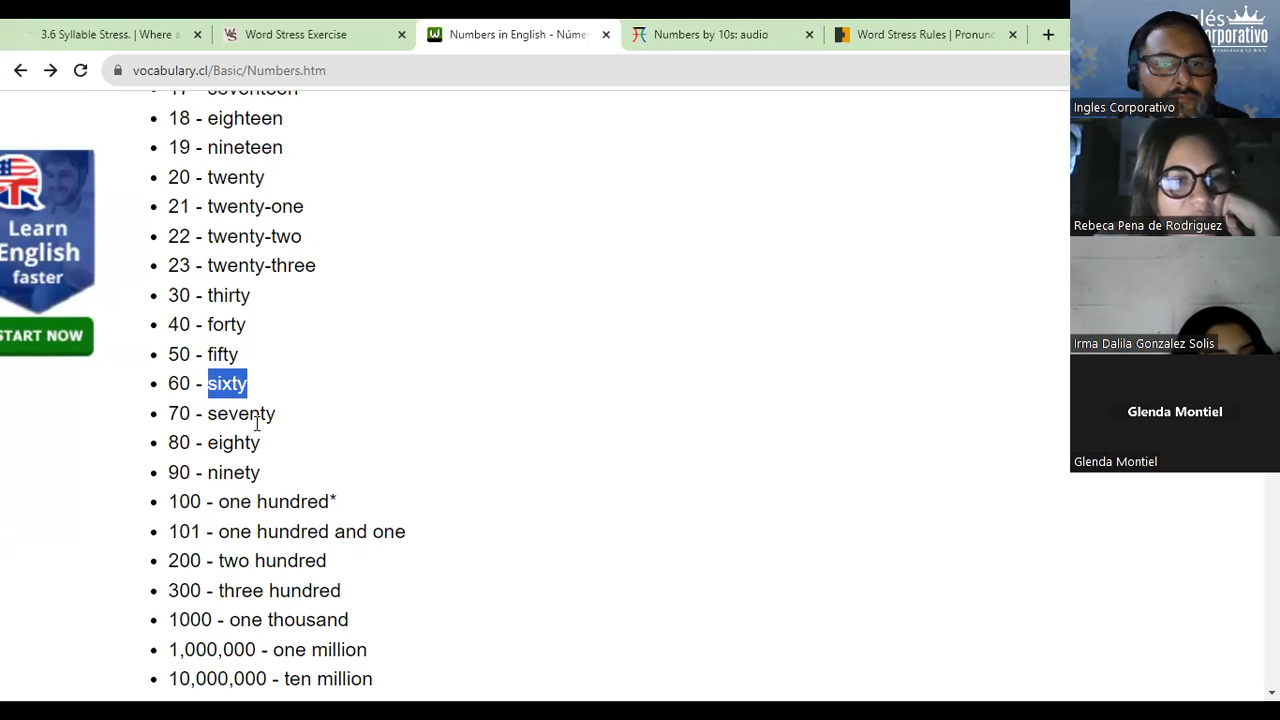 3.6 Syllable Stress. | Where a
Word Stress Exercise
Numbers in English - Núme
Numbers by 10s: audio
Word Stress Rules | Pronunc
vocabulary.cl/Basic/Numbers.htm
17 - seventeen
18 - eighteen
19 - nineteen
20 - twenty
21 - twenty-one
22 - twenty-two
23 - twenty-three
30 - thirty
40 - forty
50 - fifty
60 - sixty
70 - seventy
80 - eighty
90 - ninety
100 - one hundred*
101 - one hundred and one
200 - two hundred
300 - three hundred
1000 - one thousand
1,000,000 - one million
10,000,000 - ten million
Learn
English
faster
START NOW
Inglés
Corporativo
Ingles Corporativo
Rebeca Pena de Rodriguez
Irma Dalila Gonzalez Solis
Glenda Montiel
Glenda Montiel